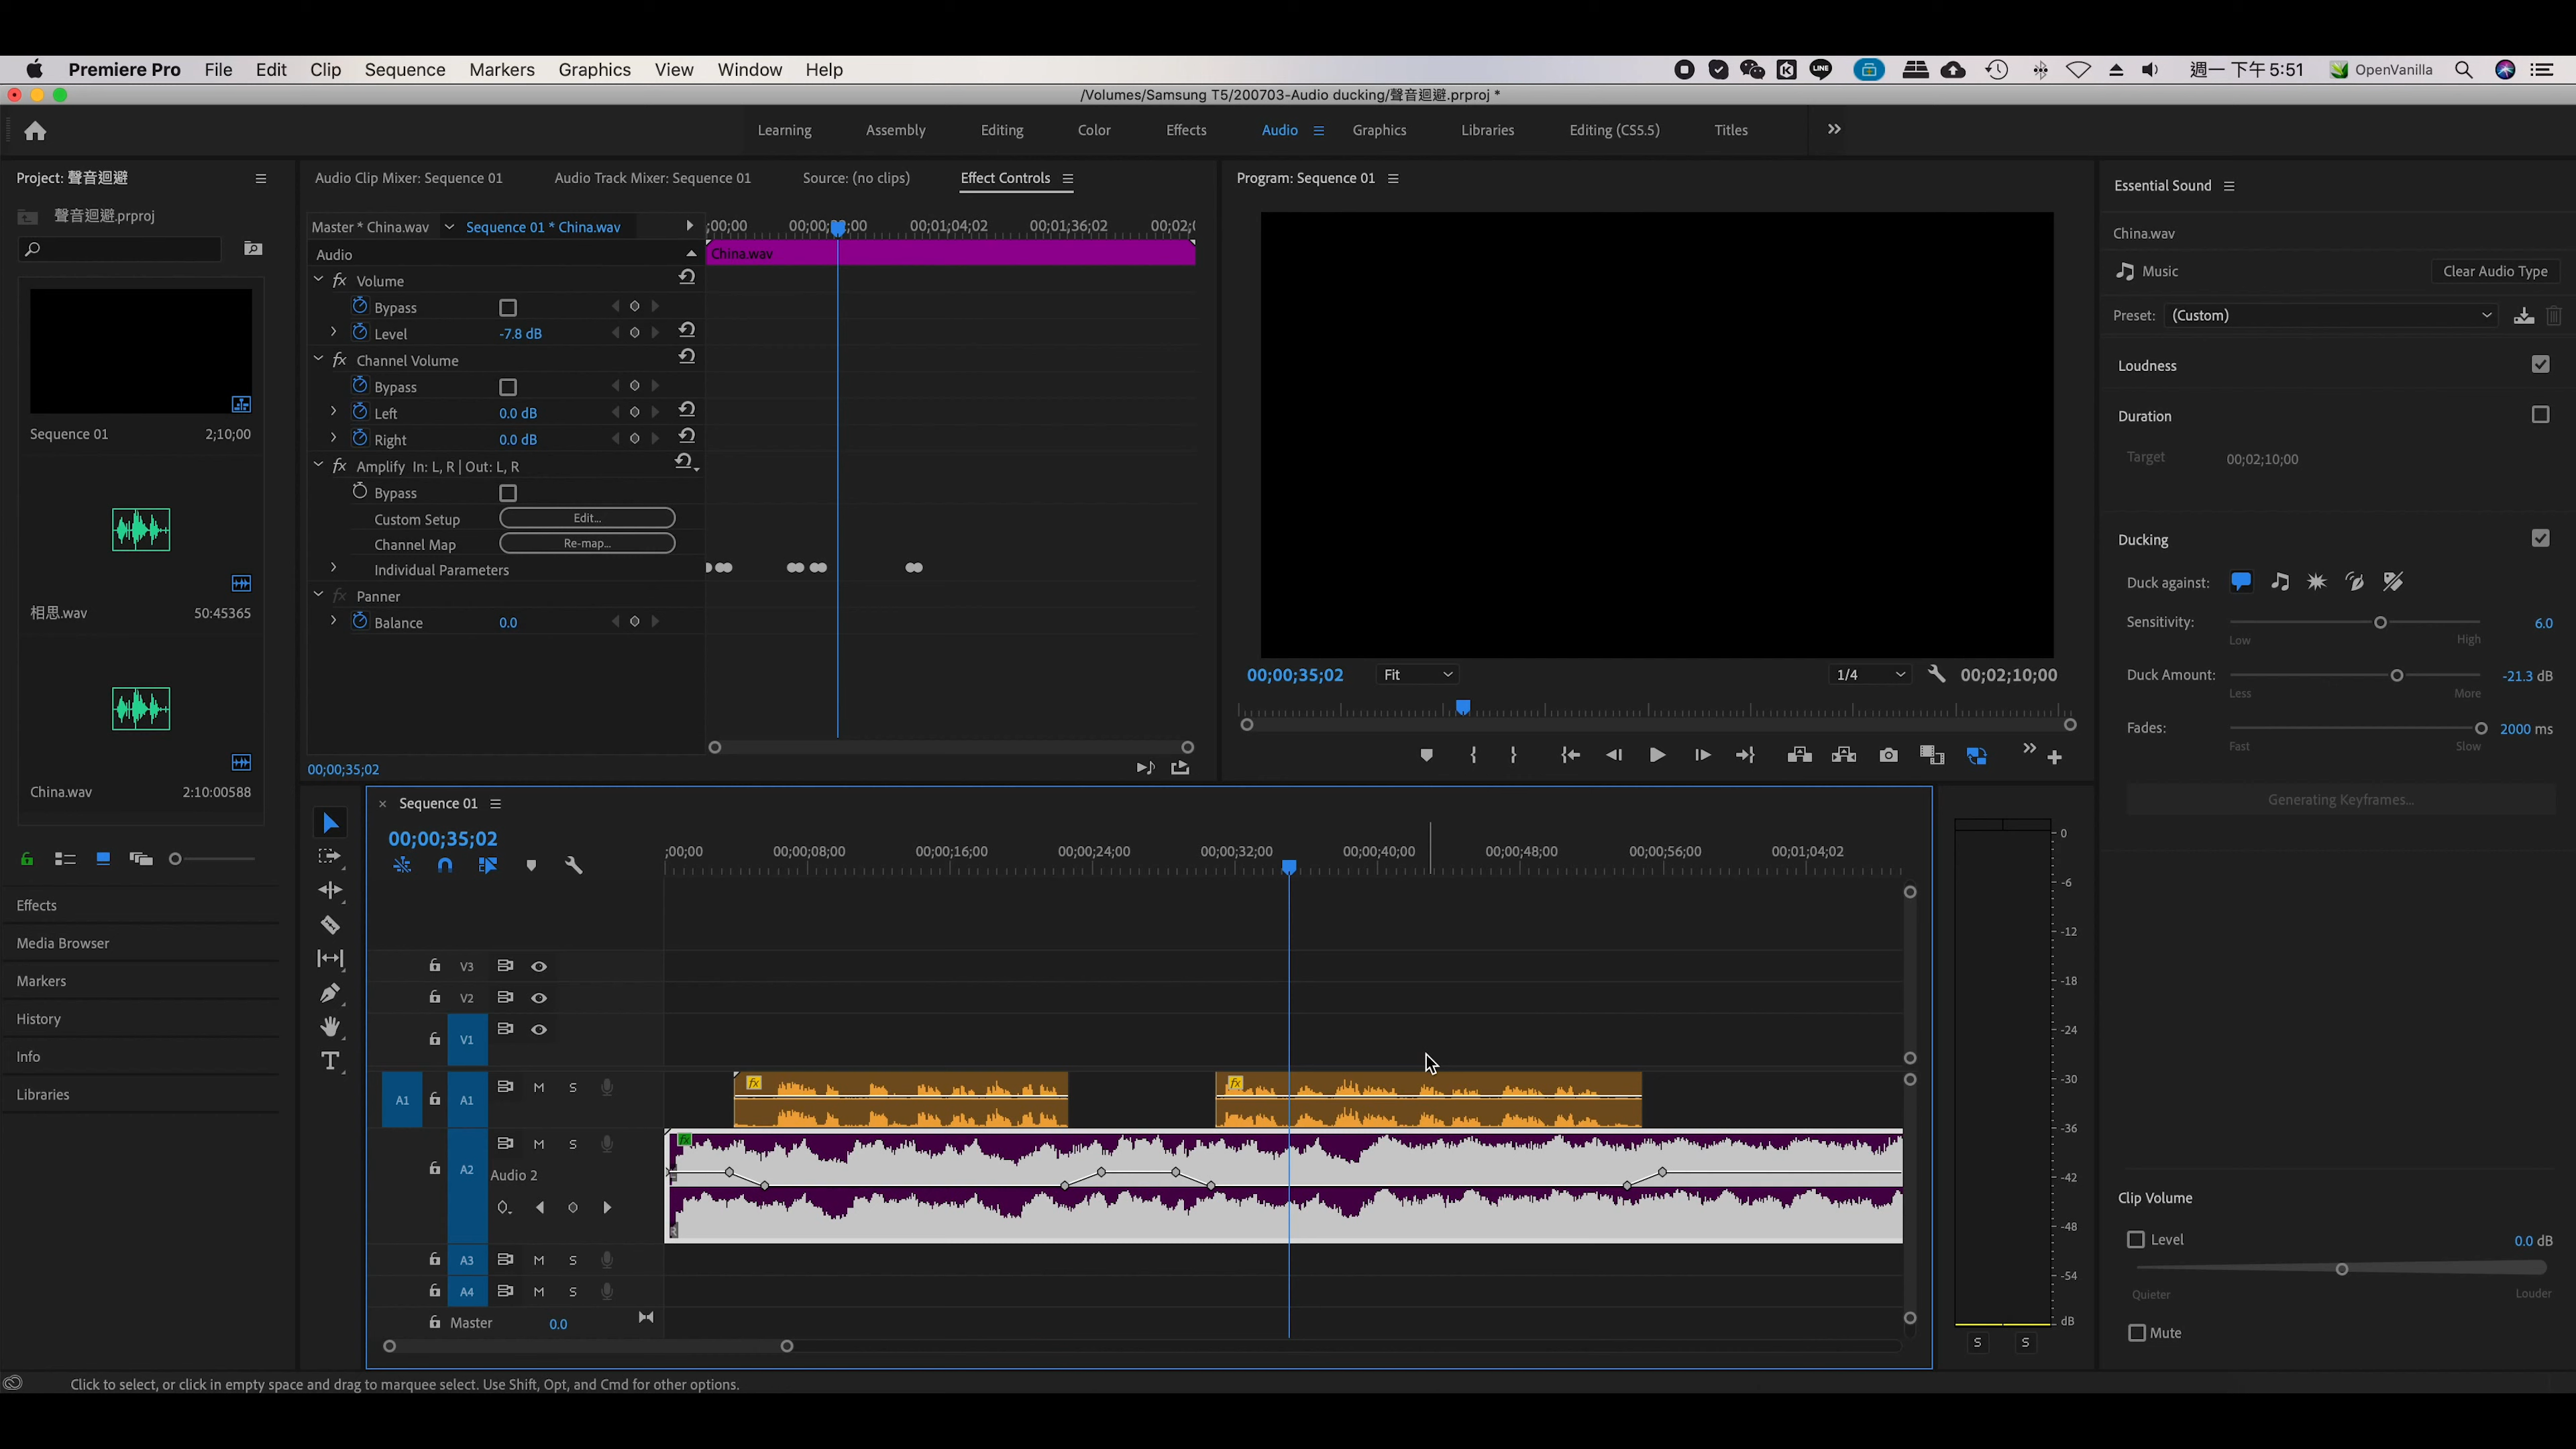 Premiere Pro File Edit Clip Sequence Markers Graphics View Window Help LINE 週一 下午 5:51 OpenVanilla
/Volumes/Samsung T5/200703-Audio ducking/聲音迴避.prproj *
Learning Assembly Editing Color Effects Audio Graphics Libraries Editing (CS5.5) Titles
Project: 聲音迴避
聲音迴避.prproj
Sequence 01 2;10;00
相思.wav 50:45365
China.wav 2:10:00588
Effects
Media Browser
Markers
History
Info
Libraries
Audio Clip Mixer: Sequence 01 Audio Track Mixer: Sequence 01 Source: (no clips) Effect Controls
Master * China.wav Sequence 01 * China.wav ;00;00 00;00;32;00 00;01;04;02 00;01;36;02 00;02;0
Audio China.wav
fx Volume
Bypass
Level -7.8 dB
fx Channel Volume
Bypass
Left 0.0 dB
Right 0.0 dB
fx Amplify In: L, R | Out: L, R
Bypass
Custom Setup Edit...
Channel Map Re-map...
Individual Parameters
fx Panner
Balance 0.0
00;00;35;02
Program: Sequence 01
00;00;35;02 Fit 1/4 00;02;10;00
Essential Sound
China.wav
Music Clear Audio Type
Preset: (Custom)
Loudness
Duration
Target 00;02;10;00
Ducking
Duck against:
Sensitivity: 6.0
Low High
Duck Amount: -21.3 dB
Less More
Fades: 2000 ms
Fast Slow
Generating Keyframes...
Clip Volume
Level 0.0 dB
Quieter Louder
Mute
× Sequence 01
00;00;35;02
;00;00 00;00;08;00 00;00;16;00 00;00;24;00 00;00;32;00 00;00;40;00 00;00;48;00 00;00;56;00 00;01;04;02
V3
V2
V1
A1 A1 M S fx fx
A2 M S fx
Audio 2
A3 M S
A4 M S
Master 0.0
0
-6
-12
-18
-24
-30
-36
-42
-48
-54
dB
S S
Click to select, or click in empty space and drag to marquee select. Use Shift, Opt, and Cmd for other options.